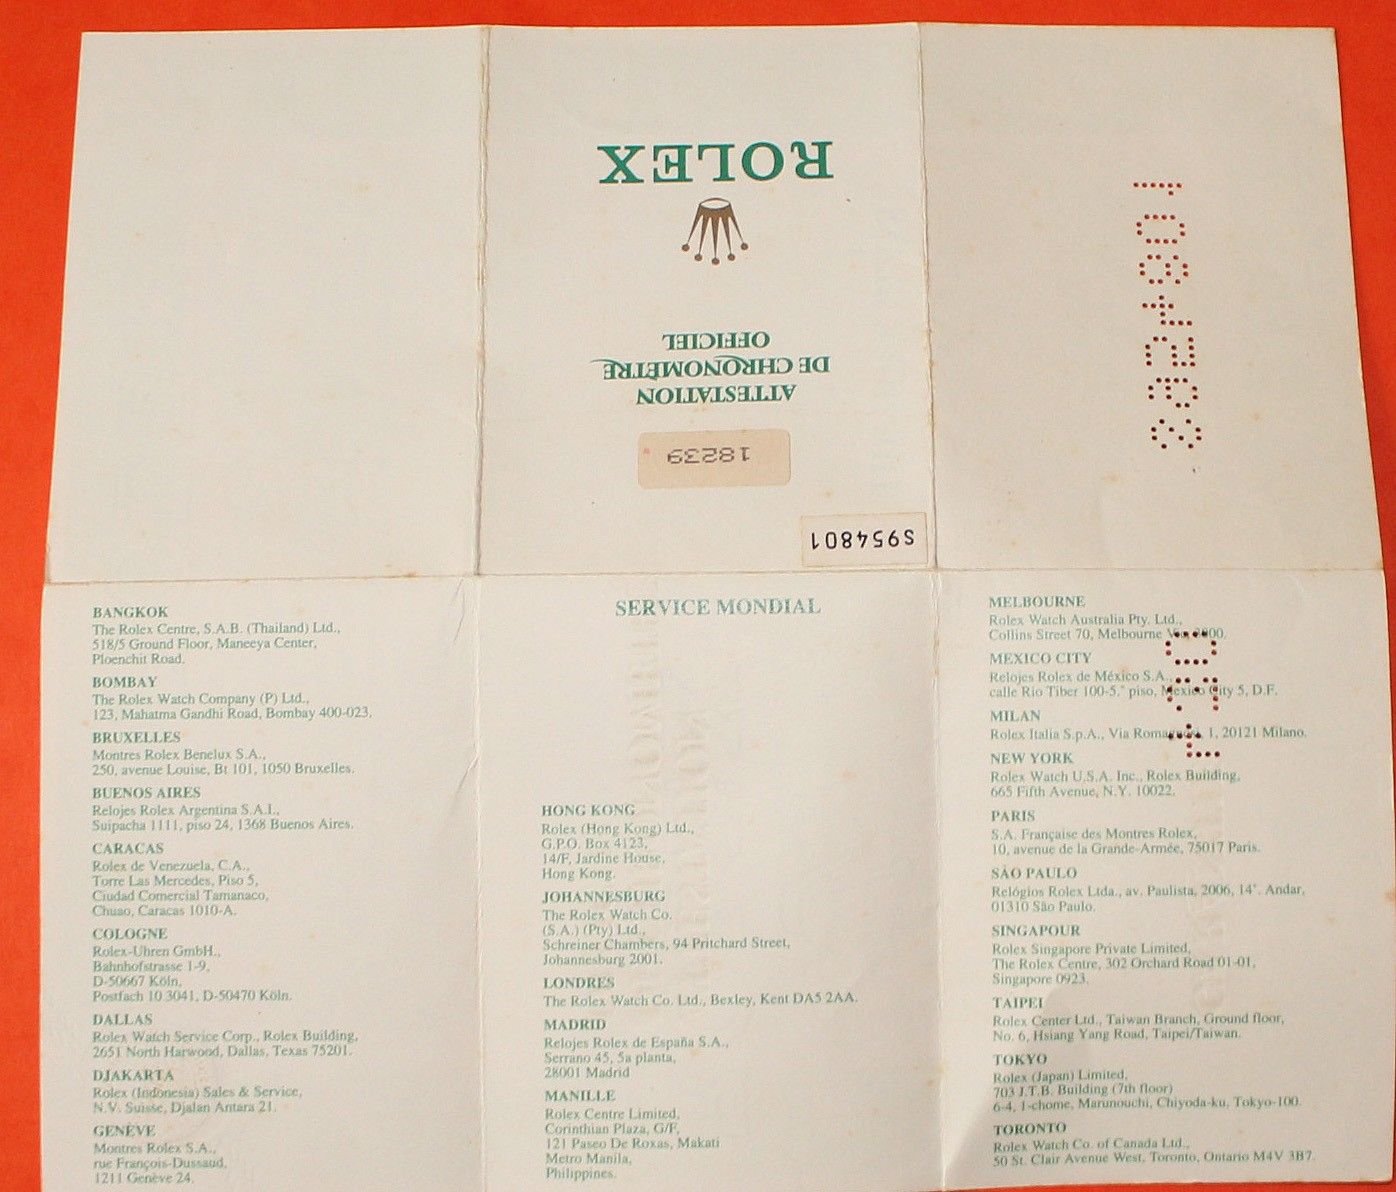 ROLEX
ATTESTATION
DE CHRONOMÈTRE
OFFICIEL
18239
S954801
S954801
SERVICE MONDIAL
BANGKOK
The Rolex Centre, S.A.B. (Thailand) Ltd.,
518/5 Ground Floor, Maneeya Center,
Ploenchit Road.
BOMBAY
The Rolex Watch Company (P) Ltd.,
123, Mahatma Gandhi Road, Bombay 400-023.
BRUXELLES
Montres Rolex Benelux S.A.,
250, avenue Louise, Bt 101, 1050 Bruxelles.
BUENOS AIRES
Relojes Rolex Argentina S.A.I.,
Suipacha 1111, piso 24, 1368 Buenos Aires.
CARACAS
Rolex de Venezuela, C.A.,
Torre Las Mercedes, Piso 5,
Ciudad Comercial Tamanaco,
Chuao, Caracas 1010-A.
COLOGNE
Rolex-Uhren GmbH.,
Bahnhofstrasse 1-9,
D-50667 Köln,
Postfach 10 3041, D-50470 Köln.
DALLAS
Rolex Watch Service Corp., Rolex Building,
2651 North Harwood, Dallas, Texas 75201.
DJAKARTA
Rolex (Indonesia) Sales & Service,
N.V. Suisse, Djalan Antara 21.
GENÈVE
Montres Rolex S.A.,
rue François-Dussaud,
1211 Genève 24.
HONG KONG
Rolex (Hong Kong) Ltd.,
G.P.O. Box 4123,
14/F, Jardine House,
Hong Kong.
JOHANNESBURG
The Rolex Watch Co.
(S.A.) (Pty) Ltd.,
Schreiner Chambers, 94 Pritchard Street,
Johannesburg 2001.
LONDRES
The Rolex Watch Co. Ltd., Bexley, Kent DA5 2AA.
MADRID
Relojes Rolex de España S.A.,
Serrano 45, 5a planta,
28001 Madrid
MANILLE
Rolex Centre Limited,
Corinthian Plaza, G/F,
121 Paseo De Roxas, Makati
Metro Manila,
Philippines.
MELBOURNE
Rolex Watch Australia Pty. Ltd.,
Collins Street 70, Melbourne Vic. 3000.
MEXICO CITY
Relojes Rolex de México S.A.,
calle Rio Tiber 100-5.° piso, Mexico City 5, D.F.
MILAN
Rolex Italia S.p.A., Via Romagnosi, 1, 20121 Milano.
NEW YORK
Rolex Watch U.S.A. Inc., Rolex Building,
665 Fifth Avenue, N.Y. 10022.
PARIS
S.A. Française des Montres Rolex,
10, avenue de la Grande-Armée, 75017 Paris.
SÃO PAULO
Relógios Rolex Ltda., av. Paulista, 2006, 14°. Andar,
01310 São Paulo.
SINGAPOUR
Rolex Singapore Private Limited,
The Rolex Centre, 302 Orchard Road 01-01,
Singapore 0923.
TAIPEI
Rolex Center Ltd., Taiwan Branch, Ground floor,
No. 6, Hsiang Yang Road, Taipei/Taiwan.
TOKYO
Rolex (Japan) Limited,
703 J.T.B. Building (7th floor)
6-4, 1-chome, Marunouchi, Chiyoda-ku, Tokyo-100.
TORONTO
Rolex Watch Co. of Canada Ltd.,
50 St. Clair Avenue West, Toronto, Ontario M4V 3B7.